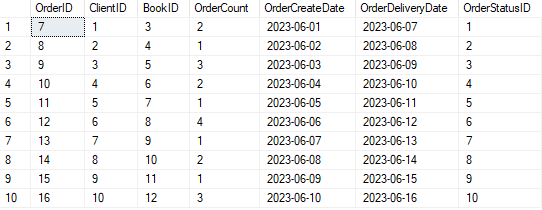 OrderID ClientID BookID OrderCount OrderCreateDate OrderDeliveryDate OrderStatusID
1 7 1 3 2 2023-06-01 2023-06-07 1
2 8 2 4 1 2023-06-02 2023-06-08 2
3 9 3 5 3 2023-06-03 2023-06-09 3
4 10 4 6 2 2023-06-04 2023-06-10 4
5 11 5 7 1 2023-06-05 2023-06-11 5
6 12 6 8 4 2023-06-06 2023-06-12 6
7 13 7 9 1 2023-06-07 2023-06-13 7
8 14 8 10 2 2023-06-08 2023-06-14 8
9 15 9 11 1 2023-06-09 2023-06-15 9
10 16 10 12 3 2023-06-10 2023-06-16 10